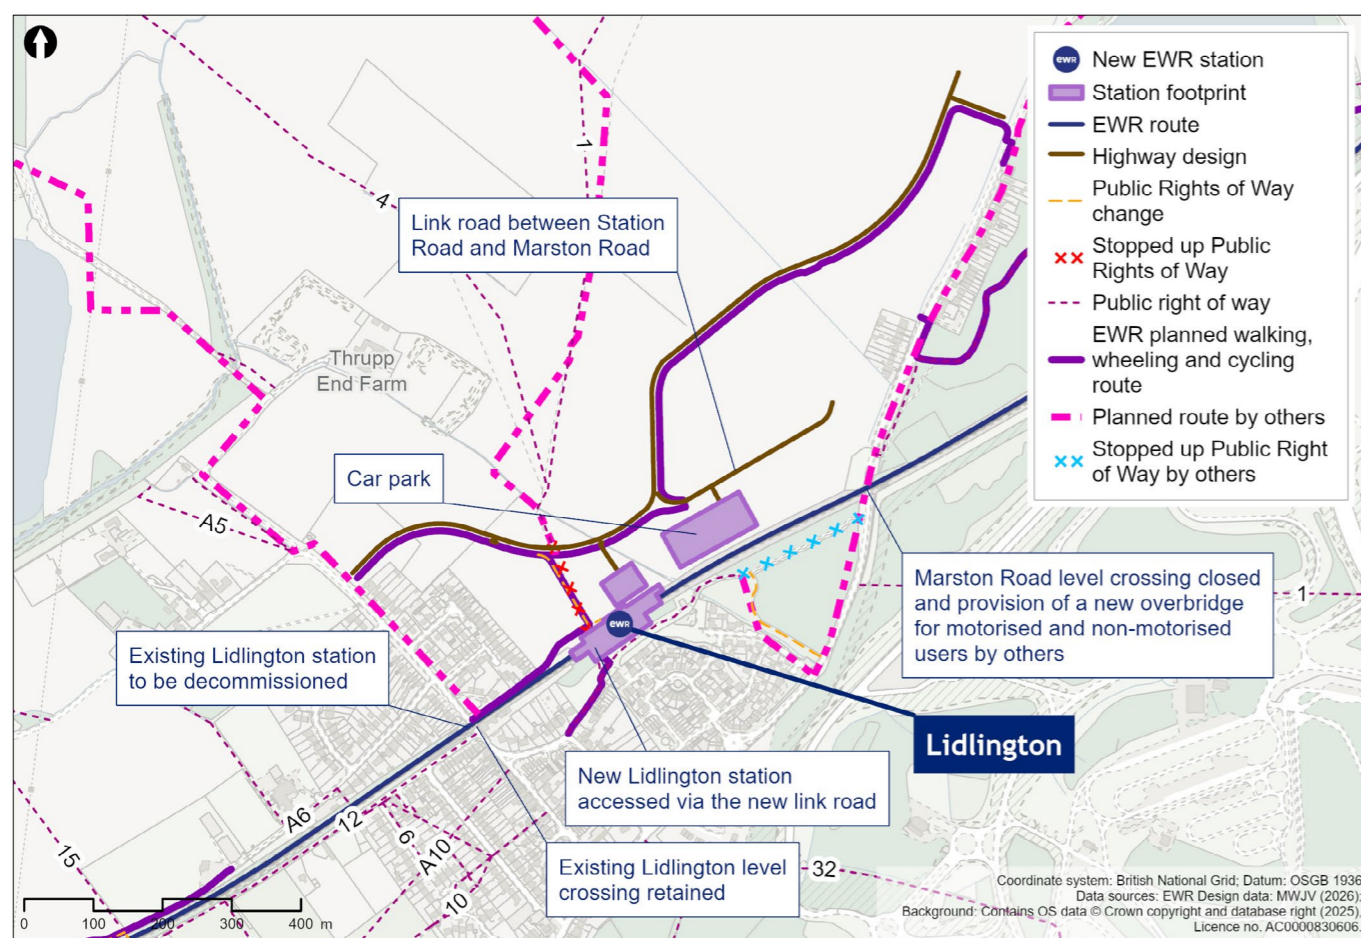 ewR New EWR station
Station footprint
EWR route
Highway design
Public Rights of Way
change
Stopped up Public
Rights of Way
Public right of way
EWR planned walking,
wheeling and cycling
route
Planned route by others
Stopped up Public Right
of Way by others
1
4
Link road between Station
Road and Marston Road
Thrupp
End Farm
Car park
A5
Marston Road level crossing closed
and provision of a new overbridge
for motorised and non-motorised
users by others
1
ewR
Existing Lidlington station
to be decommissioned
Lidlington
New Lidlington station
accessed via the new link road
A6
12
6
A10
15
10
Existing Lidlington level
crossing retained
32
0 100 200 300 400 m
Coordinate system: British National Grid; Datum: OSGB 1936
Data sources: EWR Design data: MWJV (2026);
Background: Contains OS data © Crown copyright and database right (2025),
Licence no. AC0000830606.